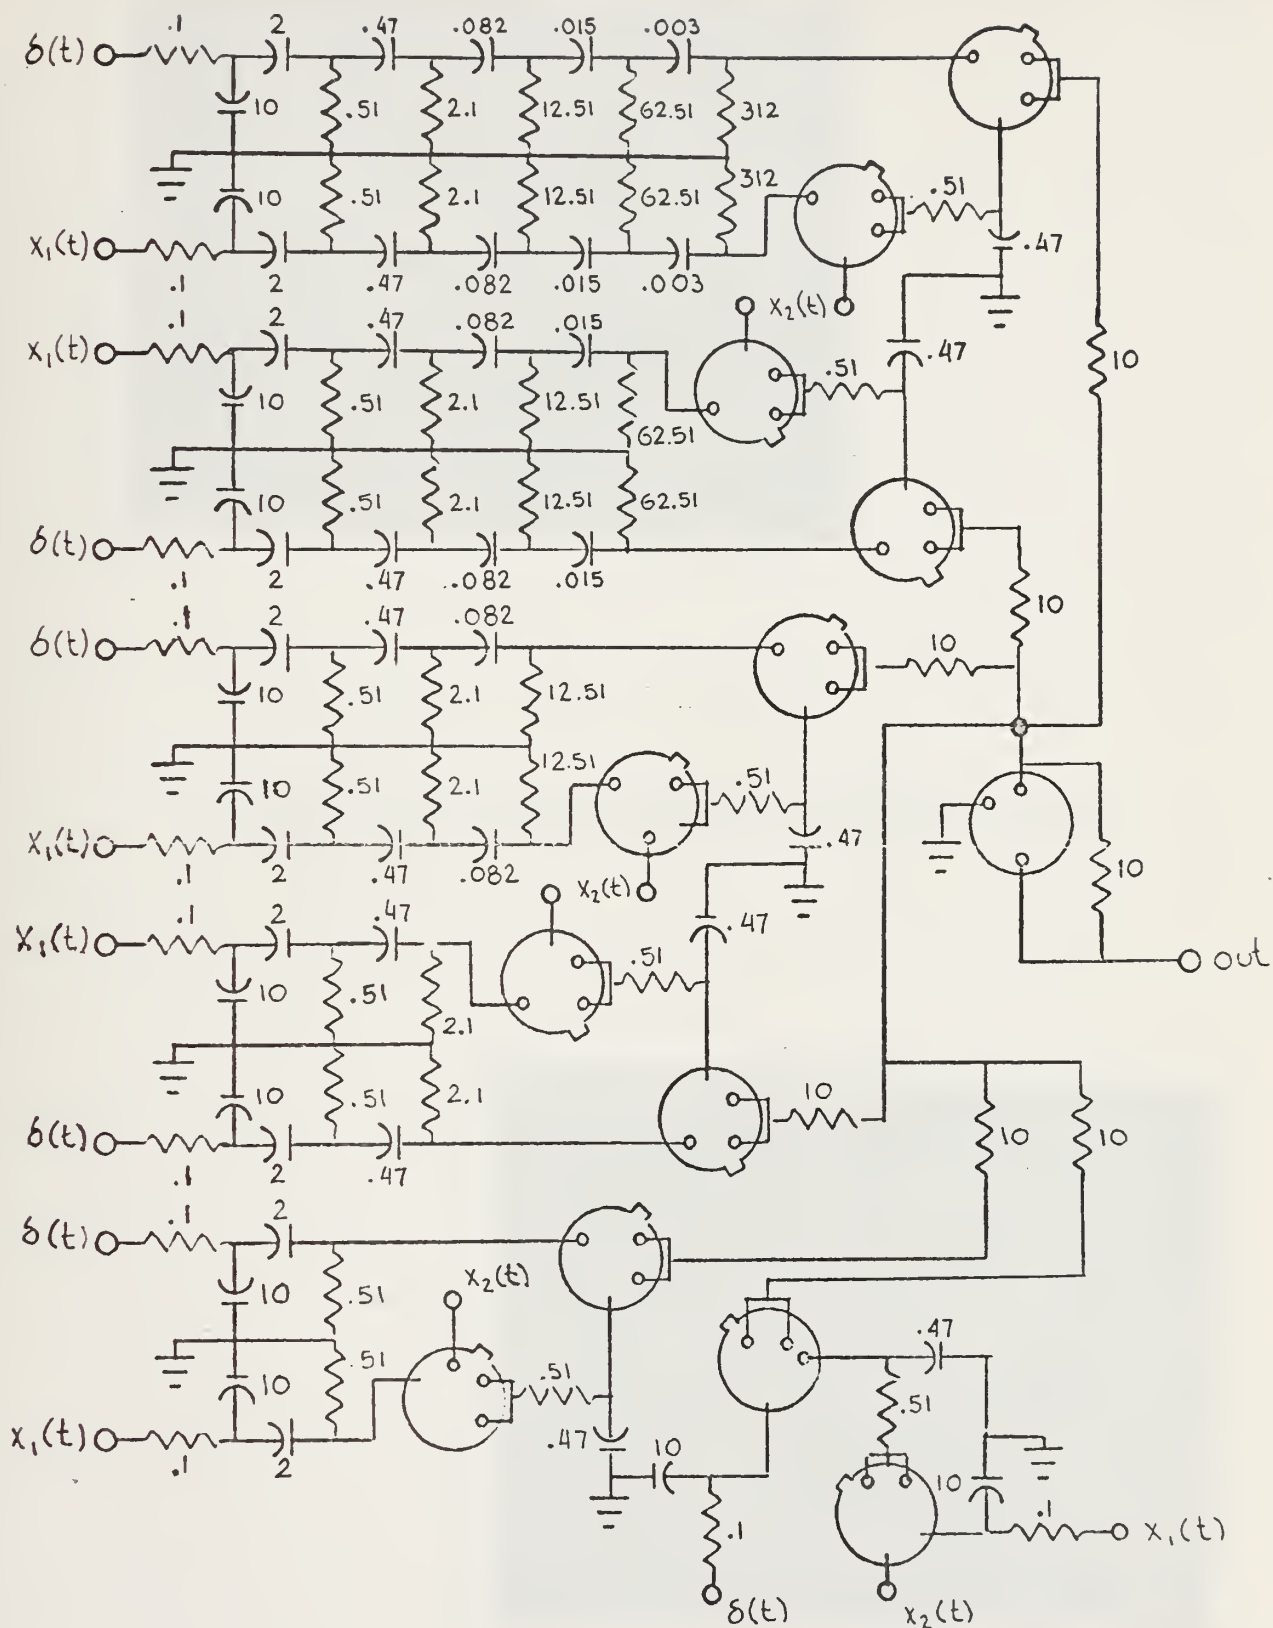 .1 2 .47 .082 .015 .003
δ(t)
10 .51 2.1 12.51 62.51 312
10 .51 2.1 12.51 62.51 312 .51
x₁(t) .47
.1 2 .47 .082 .015 .003
x₂(t)
.1 2 .47 .082 .015
x₁(t) .47 10
10 .51 2.1 12.51 62.51 .51
10 .51 2.1 12.51 62.51
δ(t)
.1 2 .47 .082 .015
10
.1 2 .47 .082
δ(t) 10
10 .51 2.1 12.51
10 .51 2.1 12.51 .51
x₁(t) .47
.1 2 .47 .082
x₂(t) 10
.1 2 .47
x₁(t) .47
10 .51 2.1 .51
out
10 .51 2.1 10
δ(t) 10 10
.1 2 .47
.1 2
δ(t)
x₂(t)
10 .51
10 .51 .51 .47
.51
x₁(t) .47 10
.1 2
10 .1 x₁(t)
.1
δ(t) x₂(t)